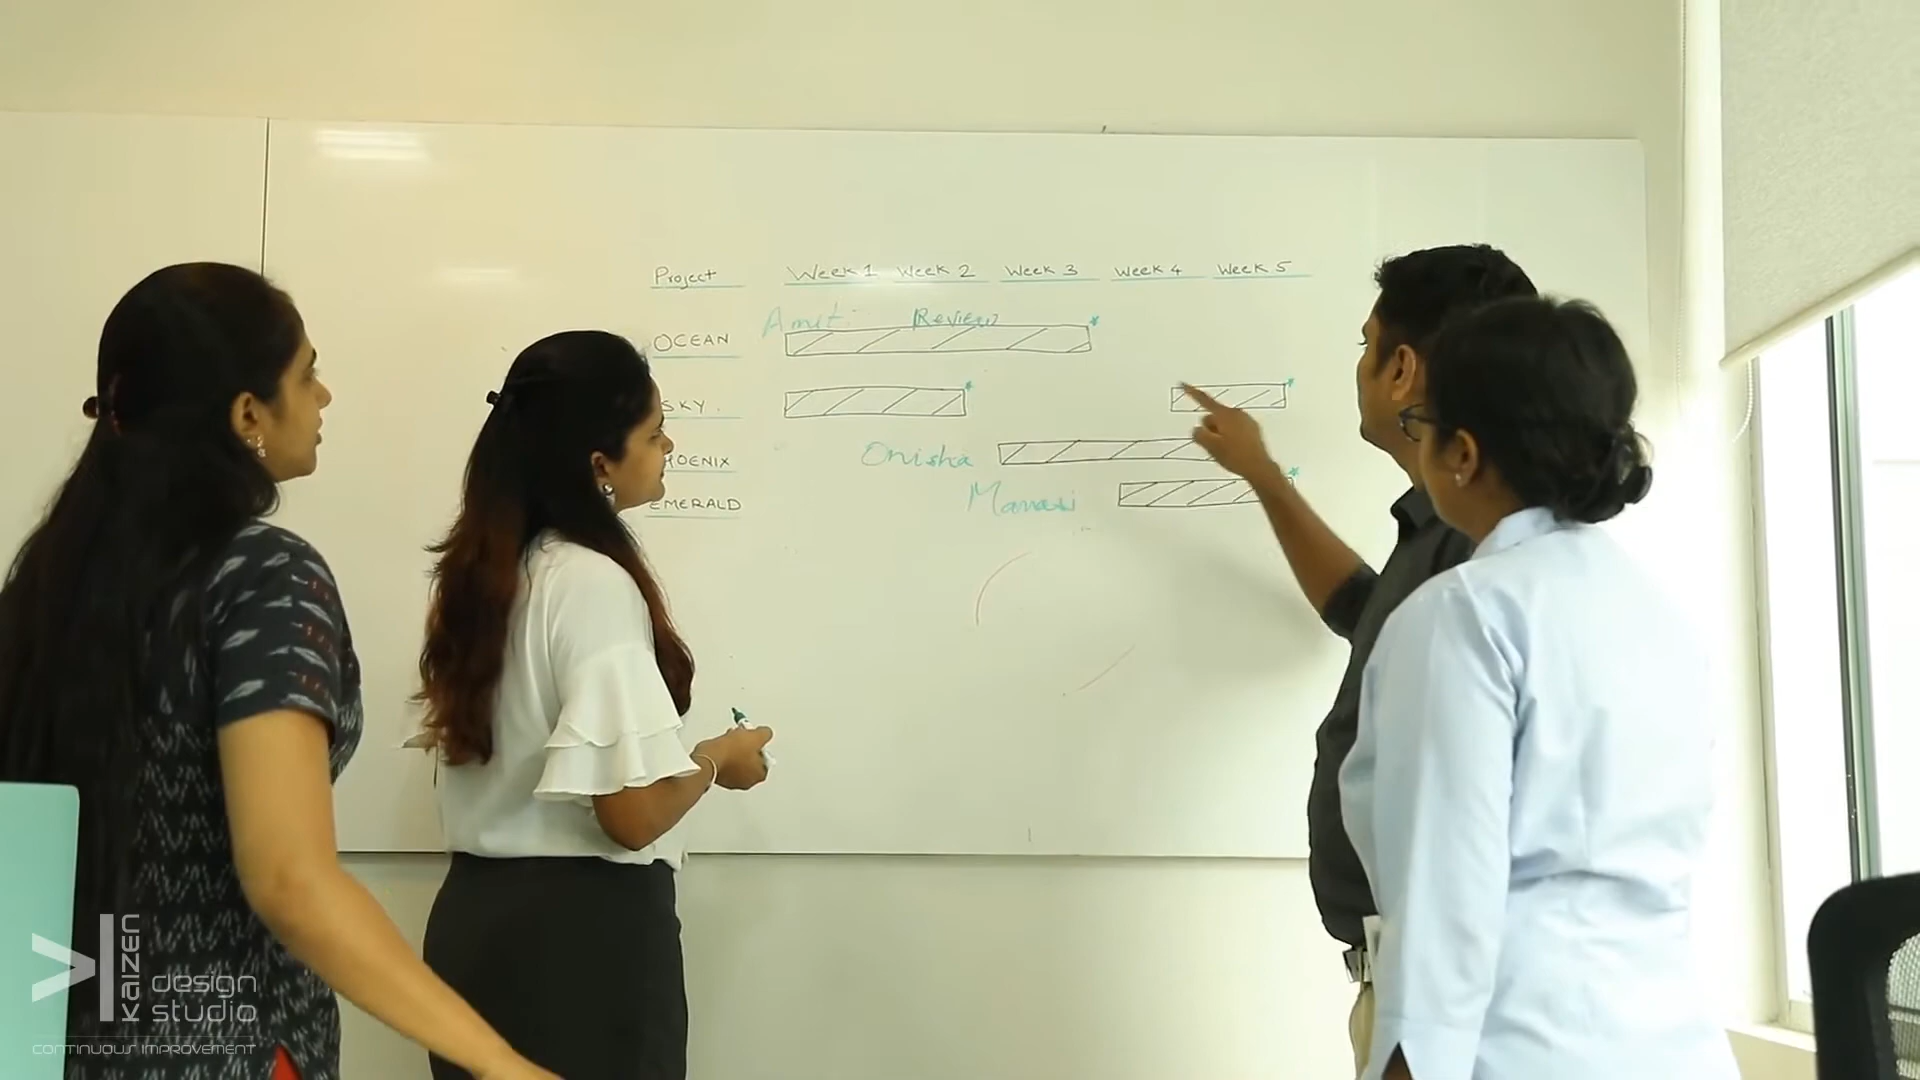 Project Week 1 Week 2 Week 3 Week 4 Week 5
Amit Review
OCEAN
SKY.
Onisha
HOENIX
Manasi
EMERALD
kaizen
design
studio
CONTINUOUS IMPROVEMENT